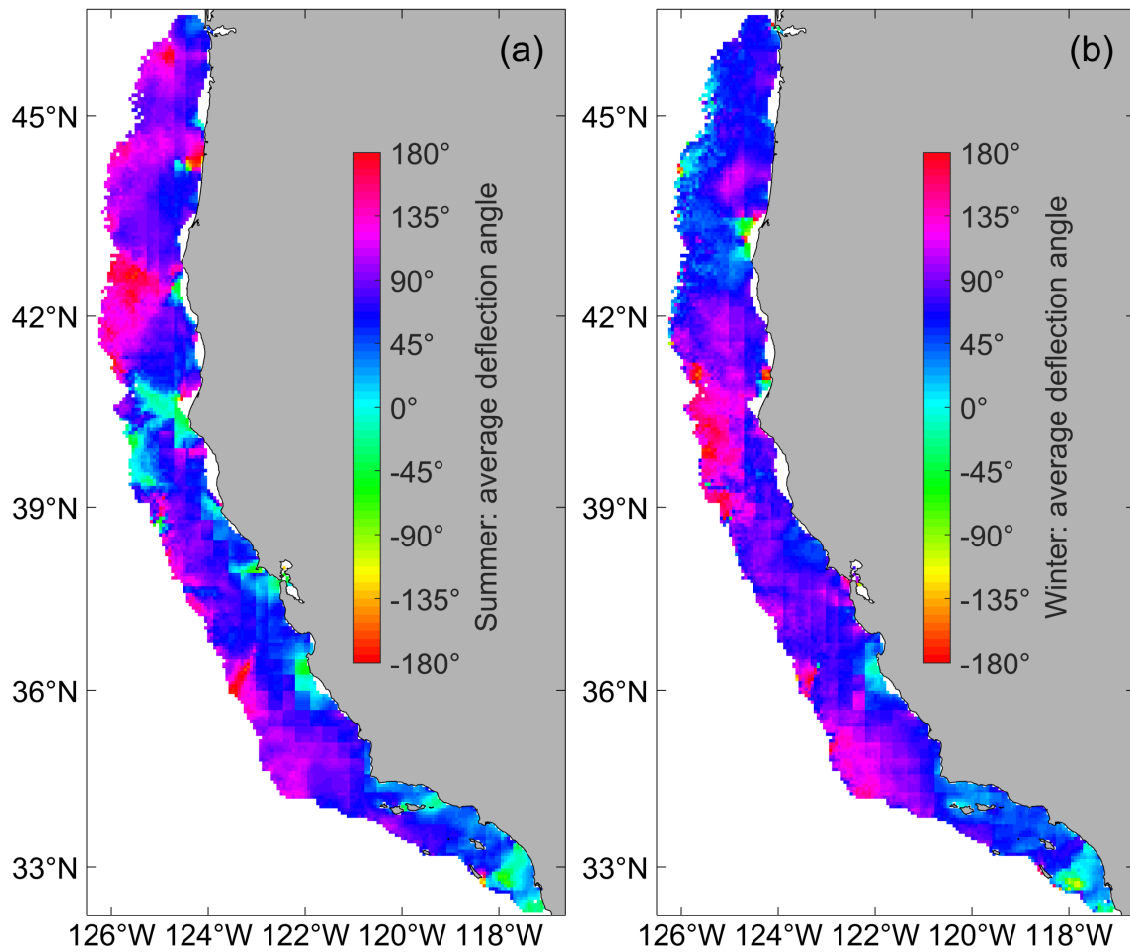 (a)
45°N
42°N
39°N
36°N
33°N
126°W 124°W 122°W 120°W 118°W
180°
135°
90°
45°
0°
-45°
-90°
-135°
-180°
Summer: average deflection angle
(b)
45°N
42°N
39°N
36°N
33°N
126°W 124°W 122°W 120°W 118°W
180°
135°
90°
45°
0°
-45°
-90°
-135°
-180°
Winter: average deflection angle